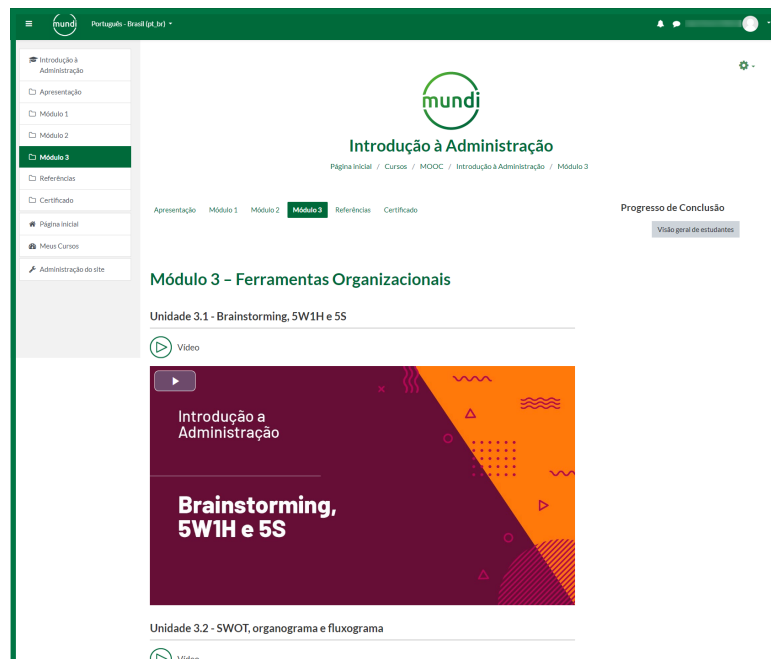 mundi
Português - Brasil (pt_br)
Introdução à
Administração
Apresentação
Módulo 1
Módulo 2
Módulo 3
Referências
Certificado
Página inicial
Meus Cursos
Administração do site
mundi
Introdução à Administração
Página inicial / Cursos / MOOC / Introdução à Administração / Módulo 3
Apresentação Módulo 1 Módulo 2 Módulo 3 Referências Certificado
Progresso de Conclusão
Visão geral de estudantes
Módulo 3 – Ferramentas Organizacionais
Unidade 3.1 - Brainstorming, 5W1H e 5S
Vídeo
Introdução a
Administração
Brainstorming,
5W1H e 5S
Unidade 3.2 - SWOT, organograma e fluxograma
Vídeo